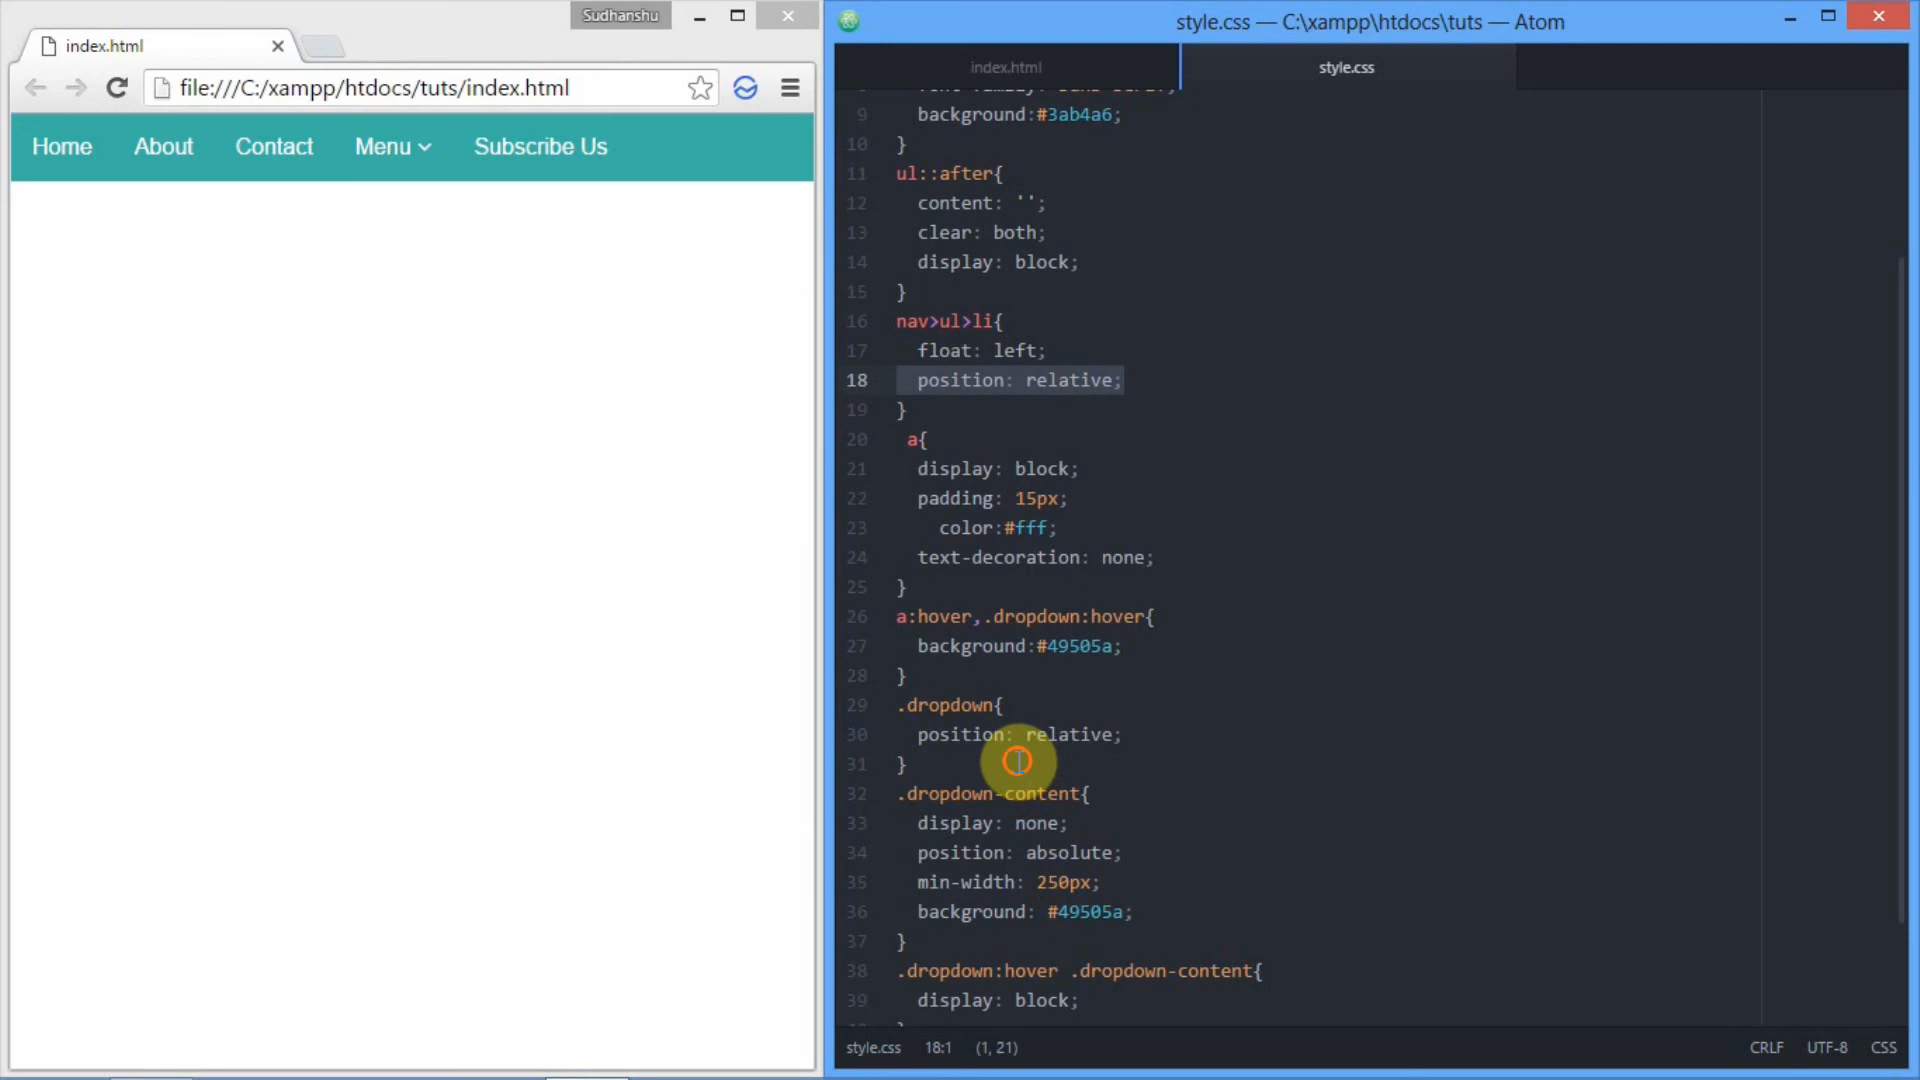 Sudhanshu
index.html
file:///C:/xampp/htdocs/tuts/index.html
Home About Contact Menu Subscribe Us
style.css — C:\xampp\htdocs\tuts — Atom
index.html style.css
9 background:#3ab4a6;
10 }
11 ul::after{
12 content: '';
13 clear: both;
14 display: block;
15 }
16 nav>ul>li{
17 float: left;
18 position: relative;
19 }
20 a{
21 display: block;
22 padding: 15px;
23 color:#fff;
24 text-decoration: none;
25 }
26 a:hover,.dropdown:hover{
27 background:#49505a;
28 }
29 .dropdown{
30 position: relative;
31 }
32 .dropdown-content{
33 display: none;
34 position: absolute;
35 min-width: 250px;
36 background: #49505a;
37 }
38 .dropdown:hover .dropdown-content{
39 display: block;
style.css 18:1 (1, 21) CRLF UTF-8 CSS